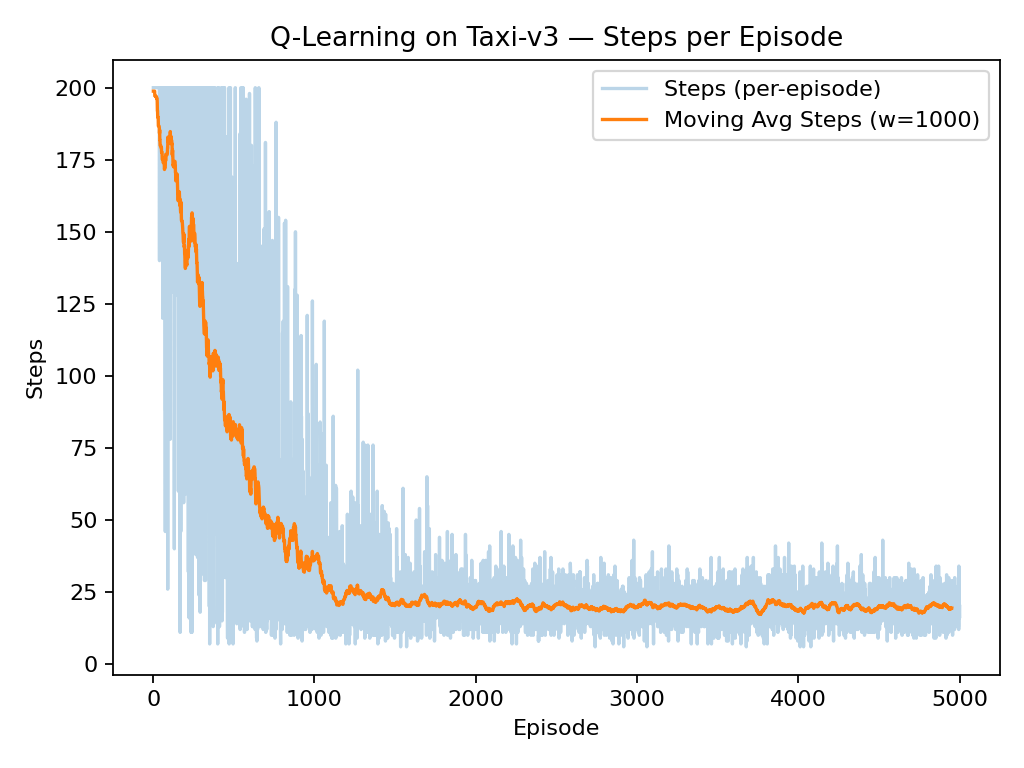 Q-Learning on Taxi-v3 — Steps per Episode
Steps (per-episode)
Moving Avg Steps (w=1000)
200
175
150
125
100
75
50
25
0
Steps
0 1000 2000 3000 4000 5000
Episode